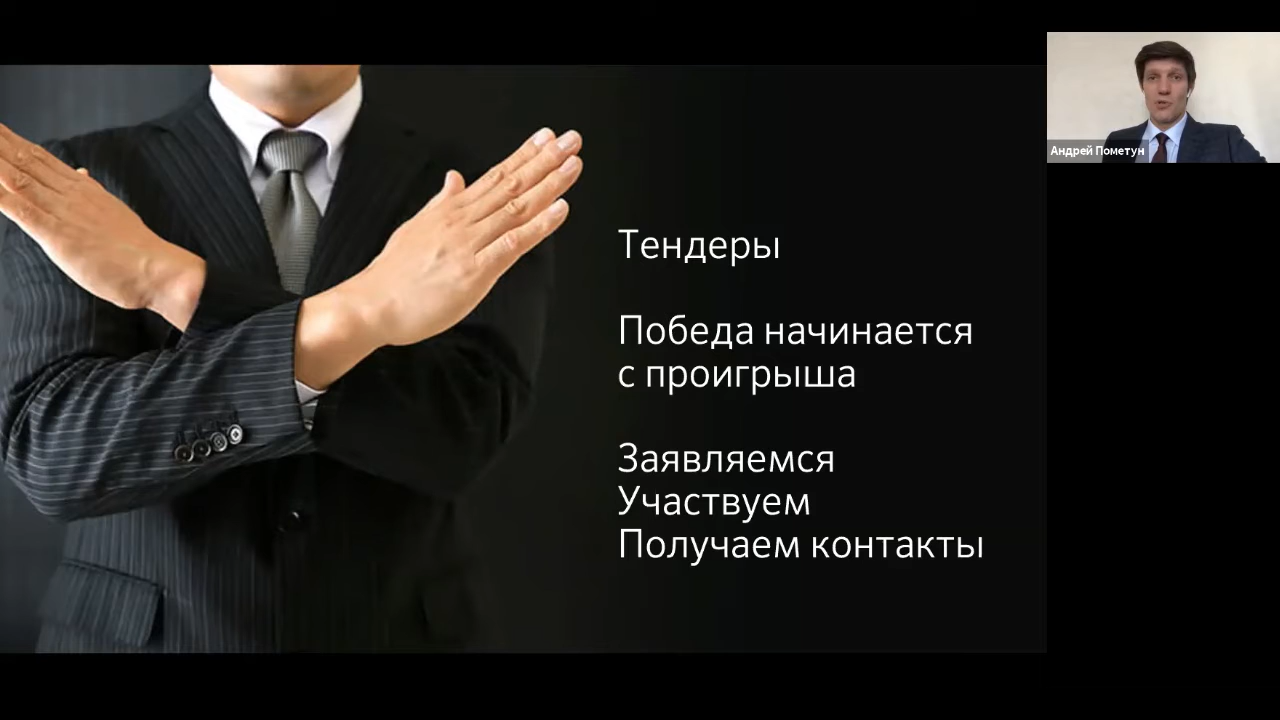 Андрей Пометун
Тендеры
Победа начинается
с проигрыша
Заявляемся
Участвуем
Получаем контакты